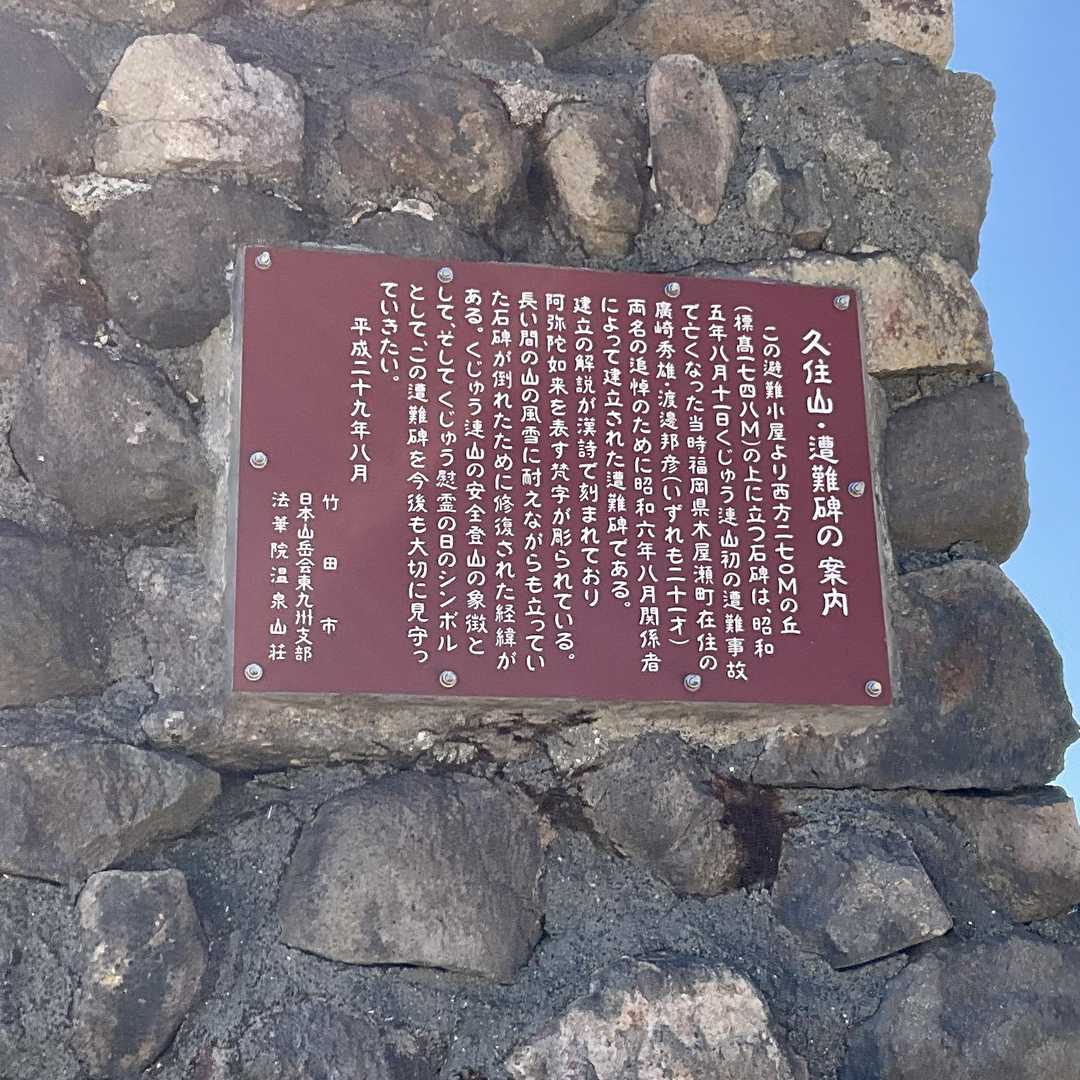 久住山・遭難碑の案内
この避難小屋より西方二七〇Mの丘
(標高一七四八M)の上に立つ石碑は、昭和
五年八月十一日くじゅう連山初の遭難事故
で亡くなった当時福岡県木屋瀬町在住の
廣崎秀雄・渡邊邦彦(いずれも二十一才)
両名の追悼のために昭和六年八月関係者
によって建立された遭難碑である。
建立の解説が漢詩で刻まれており
阿弥陀如来を表す梵字が彫られている。
長い間の山の風雪に耐えながらも立ってい
た石碑が倒れたために修復された経緯が
ある。くじゅう連山の安全登山の象徴と
して、そしてくじゅう慰霊の日のシンボル
として、この遭難碑を今後も大切に見守っ
ていきたい。
平成二十九年八月
竹田市
日本山岳会東九州支部
法華院温泉山荘